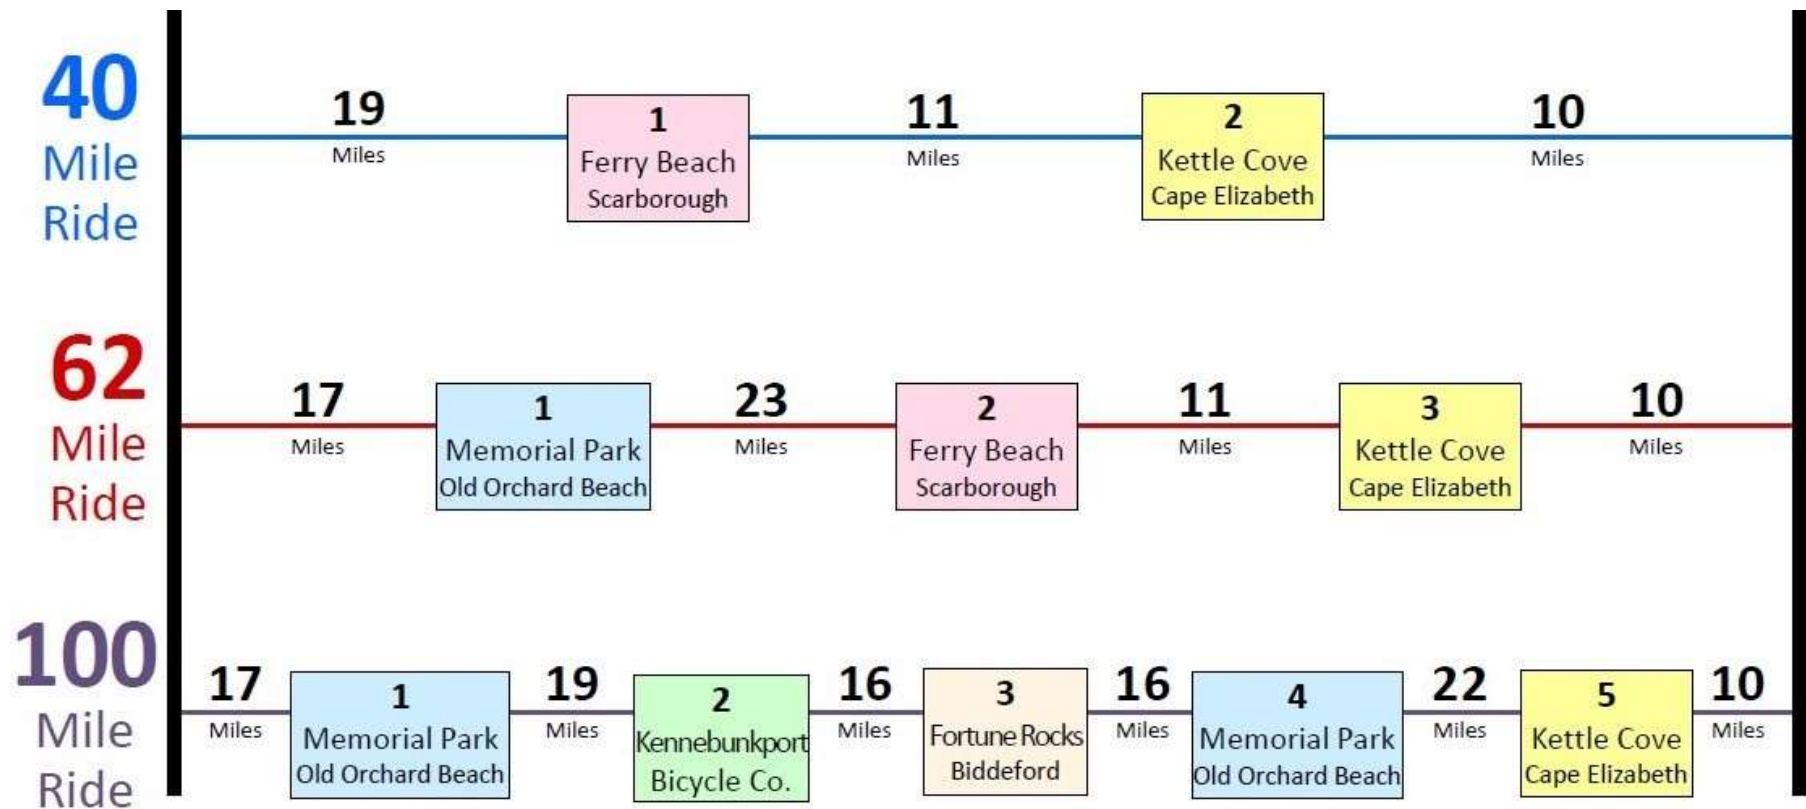 40
Mile
Ride
19
Miles
1
Ferry Beach
Scarborough
11
Miles
2
Kettle Cove
Cape Elizabeth
10
Miles
62
Mile
Ride
17
Miles
1
Memorial Park
Old Orchard Beach
23
Miles
2
Ferry Beach
Scarborough
11
Miles
3
Kettle Cove
Cape Elizabeth
10
Miles
100
Mile
Ride
17
Miles
1
Memorial Park
Old Orchard Beach
19
Miles
2
Kennebunkport
Bicycle Co.
16
Miles
3
Fortune Rocks
Biddeford
16
Miles
4
Memorial Park
Old Orchard Beach
22
Miles
5
Kettle Cove
Cape Elizabeth
10
Miles